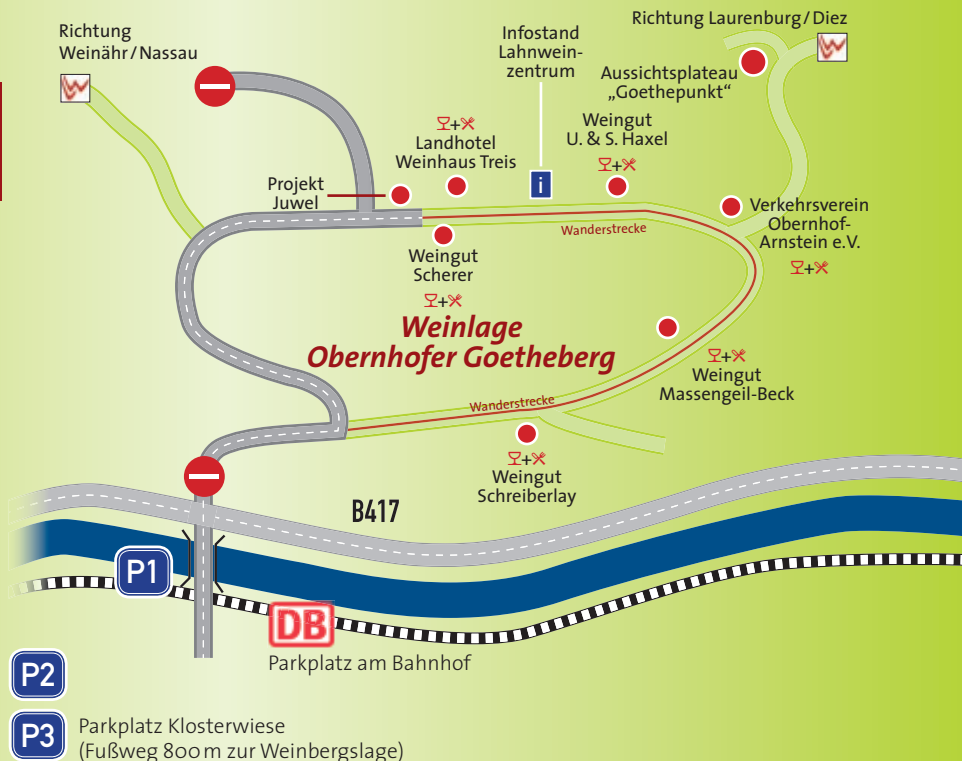 Richtung
Weinähr / Nassau
Richtung Laurenburg / Diez
Infostand
Lahnwein-
zentrum
Aussichtsplateau
„Goethepunkt“
Weingut
U. & S. Haxel
+
+
Landhotel
Weinhaus Treis
Projekt
Juwel
i
Wanderstrecke
Verkehrsverein
Obernhof-
Arnstein e.V.
+
Weingut
Scherer
+
Weinlage
Obernhofer Goetheberg
+
Weingut
Massengeil-Beck
Wanderstrecke
+
Weingut
Schreiberlay
B417
P1
DB
Parkplatz am Bahnhof
P2
P3
Parkplatz Klosterwiese
(Fußweg 800 m zur Weinbergslage)